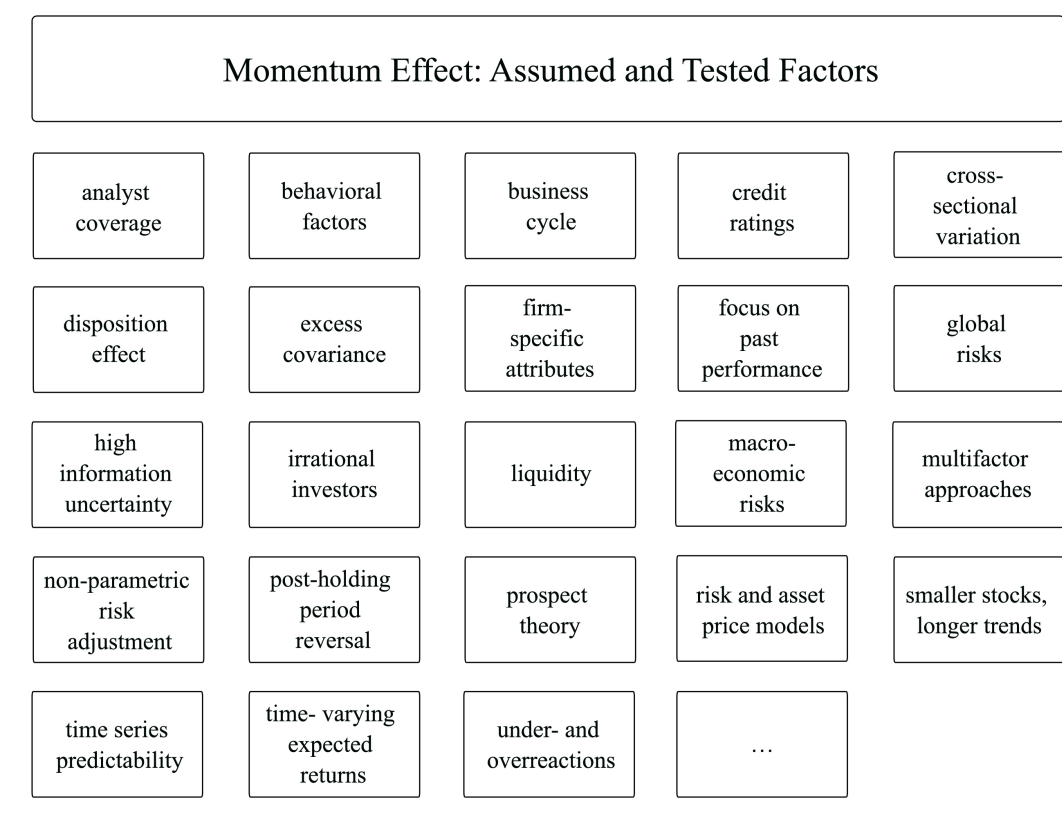 Momentum Effect: Assumed and Tested Factors
analyst
coverage
behavioral
factors
business
cycle
credit
ratings
cross-
sectional
variation
disposition
effect
excess
covariance
firm-
specific
attributes
focus on
past
performance
global
risks
high
information
uncertainty
irrational
investors
liquidity
macro-
economic
risks
multifactor
approaches
non-parametric
risk
adjustment
post-holding
period
reversal
prospect
theory
risk and asset
price models
smaller stocks,
longer trends
time series
predictability
time- varying
expected
returns
under- and
overreactions
…